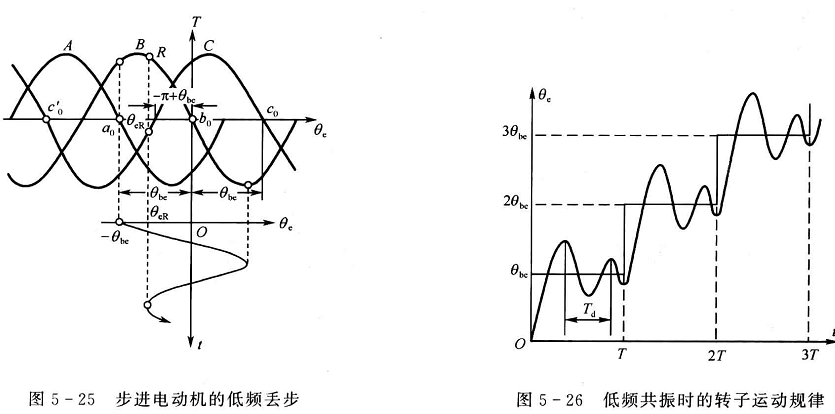 T
A
B
R
C
-π+θbe
c′0
a0
θeR
b0
c0
θe
θbe
θbe
θeR
O
-θbe
θe
t
图 5-25 步进电动机的低频丢步
θe
3θbe
2θbe
θbe
Td
O
T
2T
3T
t
图 5-26 低频共振时的转子运动规律